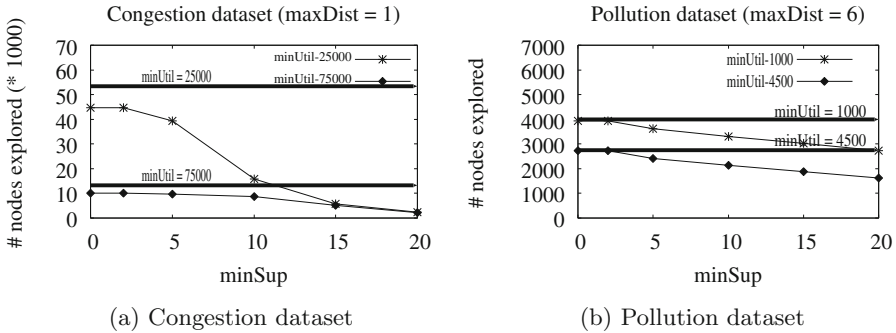 Congestion dataset (maxDist = 1)
# nodes explored (* 1000)
70
60
50
40
30
20
10
0
minUtil-25000
minUtil-75000
minUtil = 25000
minUtil = 75000
0
5
10
15
20
minSup
(a) Congestion dataset
Pollution dataset (maxDist = 6)
# nodes explored
7000
6000
5000
4000
3000
2000
1000
0
minUtil-1000
minUtil-4500
minUtil = 1000
minUtil = 4500
0
5
10
15
20
minSup
(b) Pollution dataset